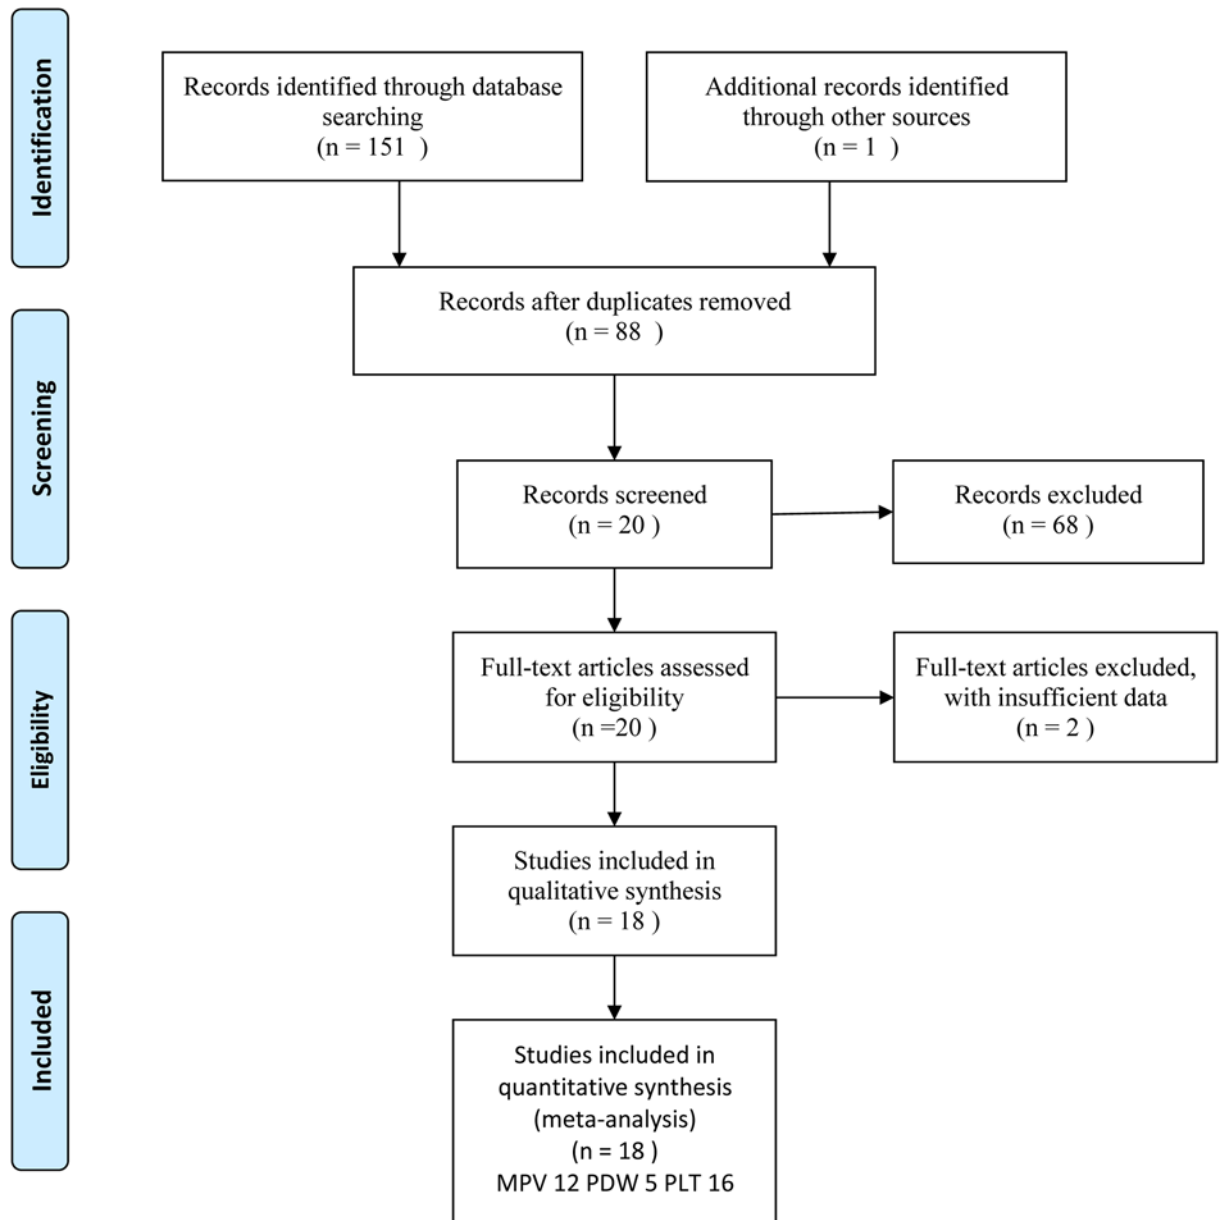 Identification
Records identified through database
searching
(n = 151  )
Additional records identified
through other sources
(n = 1  )
Records after duplicates removed
(n = 88  )
Screening
Records screened
(n = 20 )
Records excluded
(n = 68 )
Eligibility
Full-text articles assessed
for eligibility
(n =20 )
Full-text articles excluded,
with insufficient data
(n = 2 )
Studies included in
qualitative synthesis
(n = 18 )
Included
Studies included in
quantitative synthesis
(meta-analysis)
(n = 18 )
MPV 12 PDW 5 PLT 16